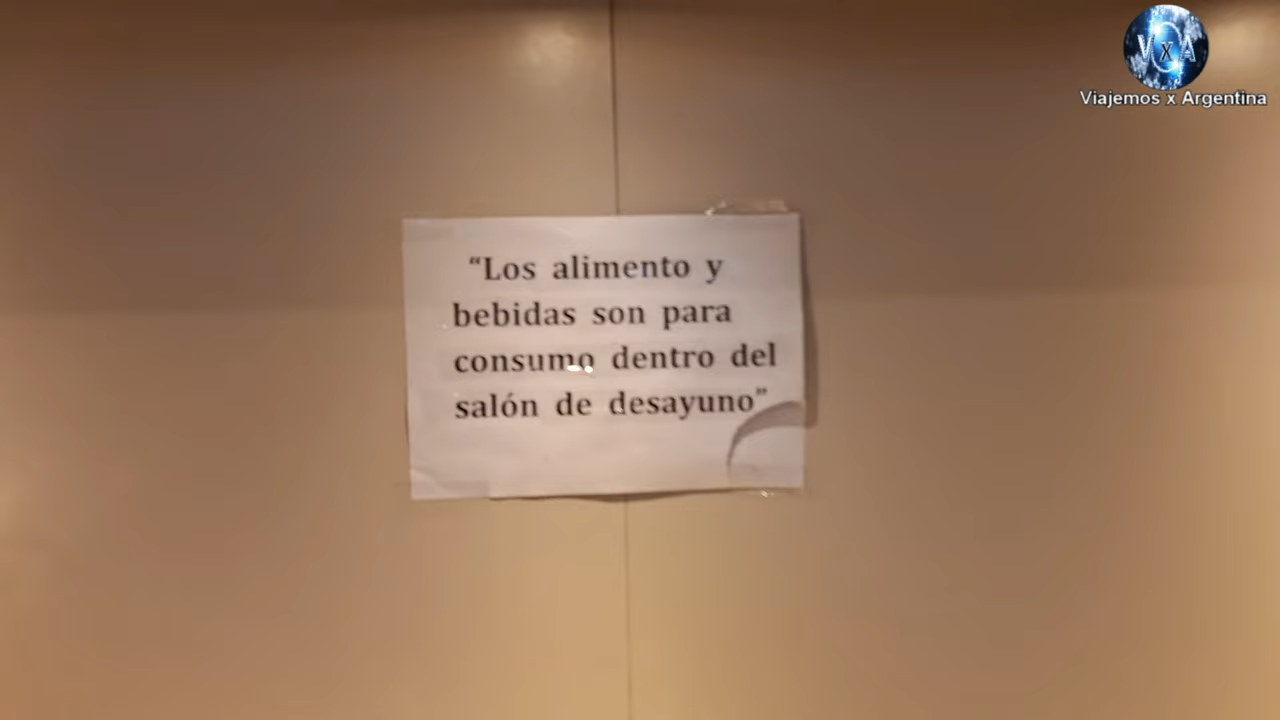 VxA
Viajemos x Argentina
“Los alimento y
bebidas son para
consumo dentro del
salón de desayuno”